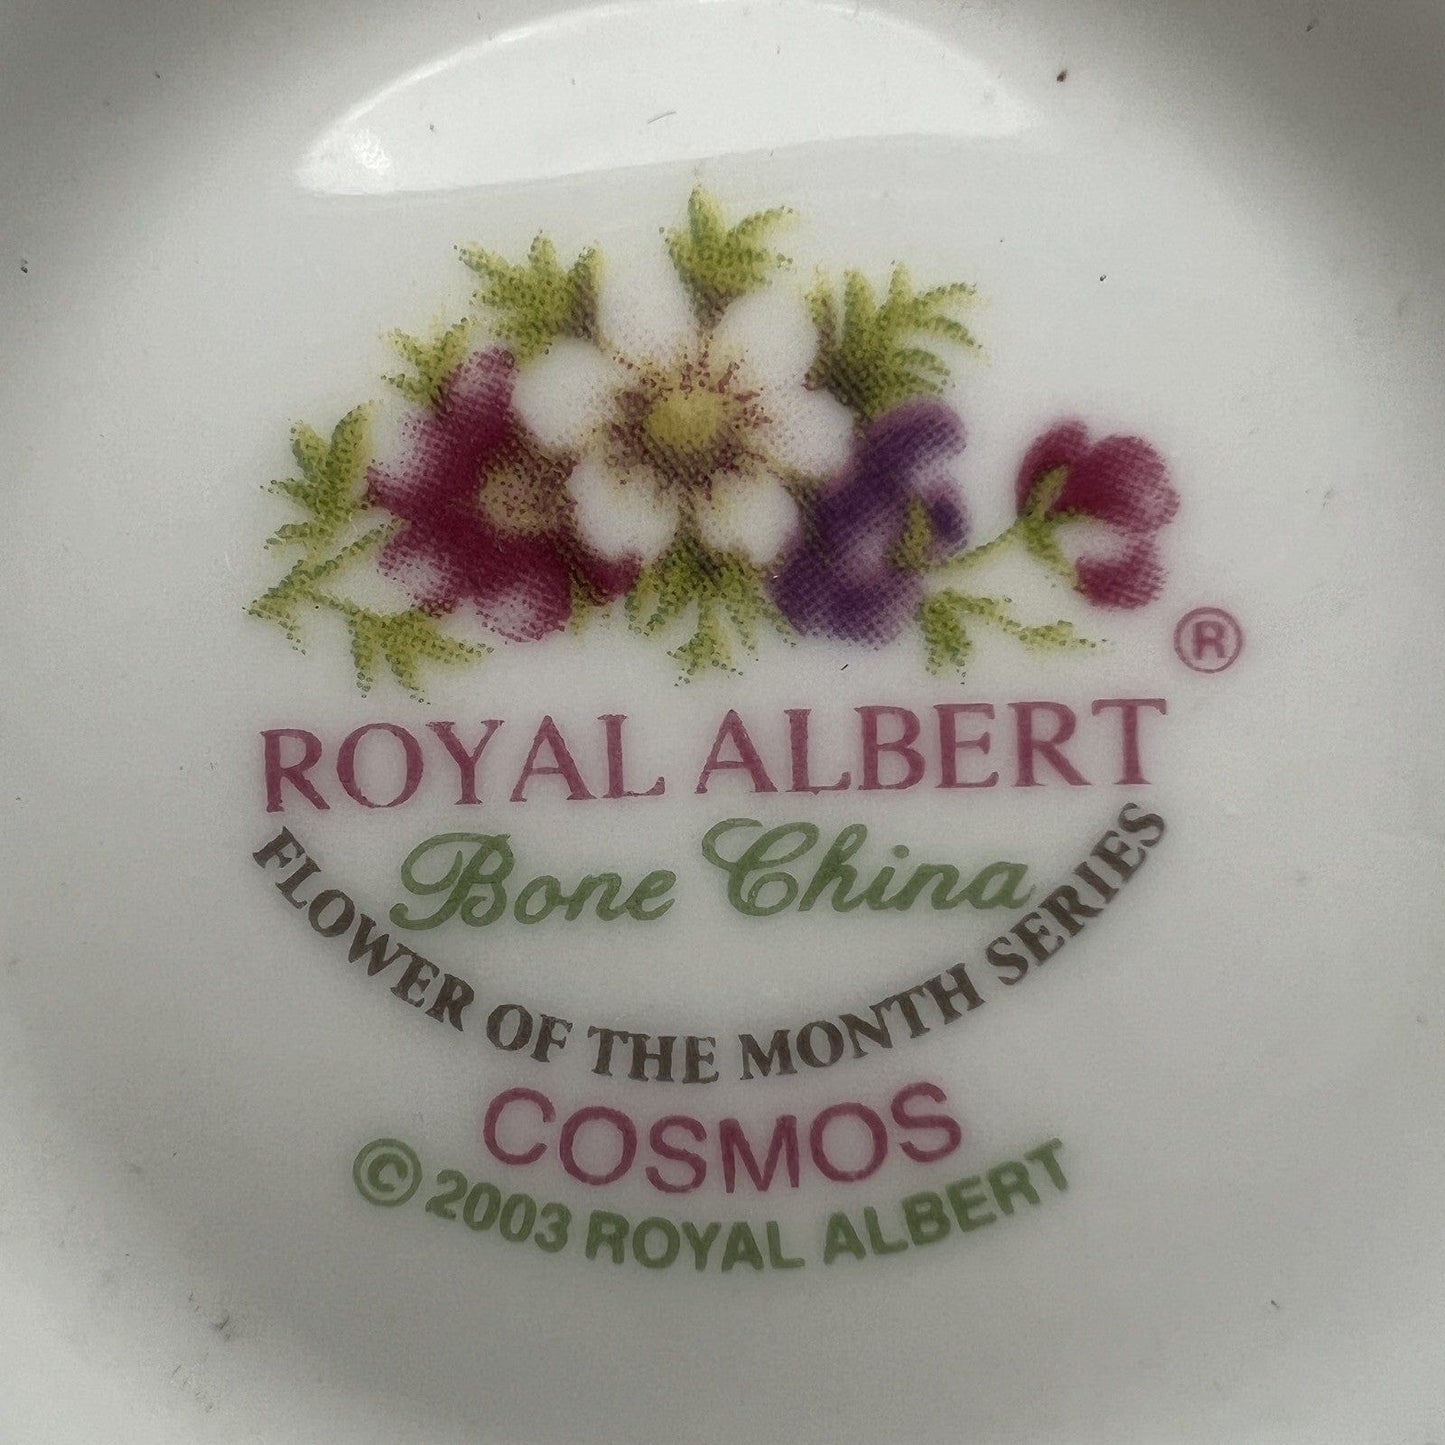 ®
ROYAL ALBERT
Bone China
FLOWER OF THE MONTH SERIES
COSMOS
© 2003 ROYAL ALBERT